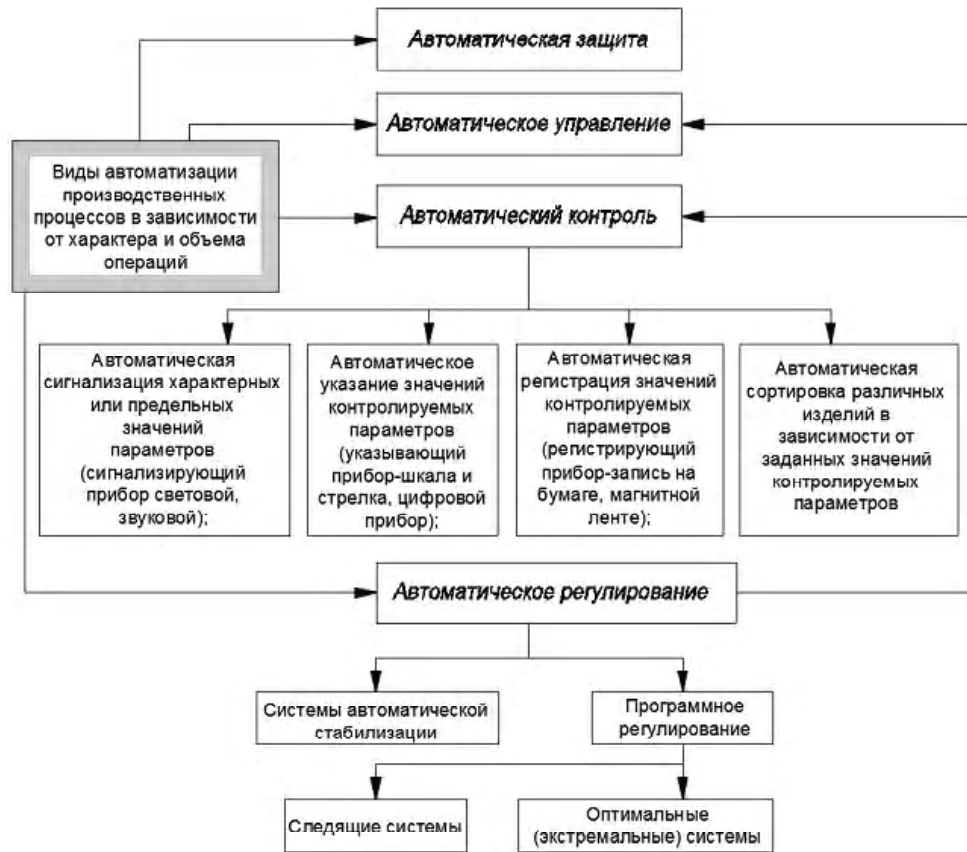 Автоматическая защита
Автоматическое управление
Виды автоматизации
производственных
процессов в зависимости
от характера и объема
операций
Автоматический контроль
Автоматическая
сигнализация характерных
или предельных
значений
параметров
(сигнализирующий
прибор световой,
звуковой);
Автоматическое
указание значений
контролируемых
параметров
(указывающий
прибор-шкала и
стрелка, цифровой
прибор);
Автоматическая
регистрация значений
контролируемых
параметров
(регистрирующий
прибор-запись на
бумаге, магнитной
ленте);
Автоматическая
сортировка различных
изделий в
зависимости от
заданных значений
контролируемых
параметров
Автоматическое регулирование
Системы автоматической
стабилизации
Программное
регулирование
Следящие системы
Оптимальные
(экстремальные) системы